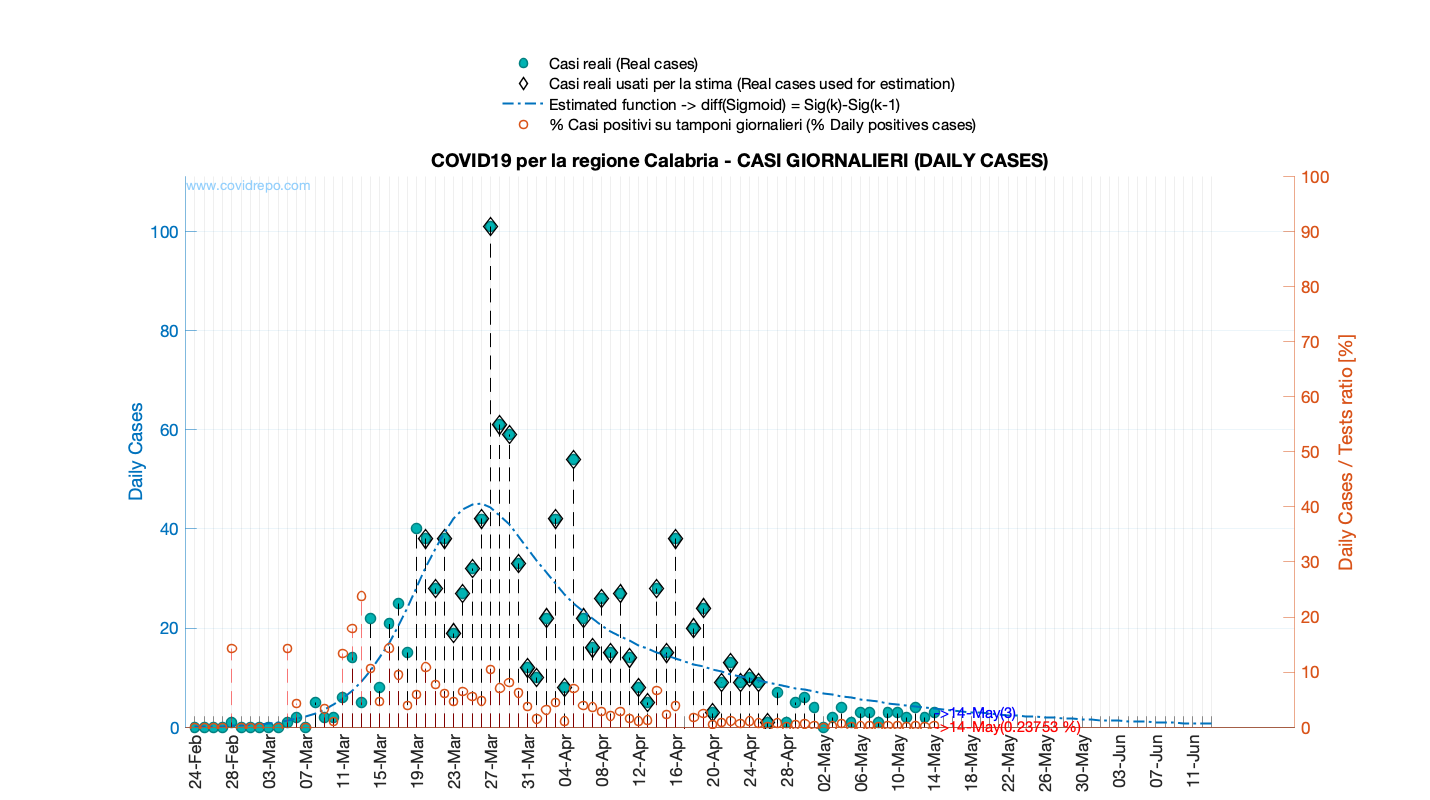 Casi reali (Real cases)
Casi reali usati per la stima (Real cases used for estimation)
Estimated function -> diff(Sigmoid) = Sig(k)-Sig(k-1)
% Casi positivi su tamponi giornalieri (% Daily positives cases)
COVID19 per la regione Calabria - CASI GIORNALIERI (DAILY CASES)
www.covidrepo.com
Daily Cases
100
80
60
40
20
0
100
90
80
70
60
50
40
30
20
10
0
Daily Cases / Tests ratio [%]
>14-May(3)
>14-May(0.23753 %)
24-Feb
28-Feb
03-Mar
07-Mar
11-Mar
15-Mar
19-Mar
23-Mar
27-Mar
31-Mar
04-Apr
08-Apr
12-Apr
16-Apr
20-Apr
24-Apr
28-Apr
02-May
06-May
10-May
14-May
18-May
22-May
26-May
30-May
03-Jun
07-Jun
11-Jun